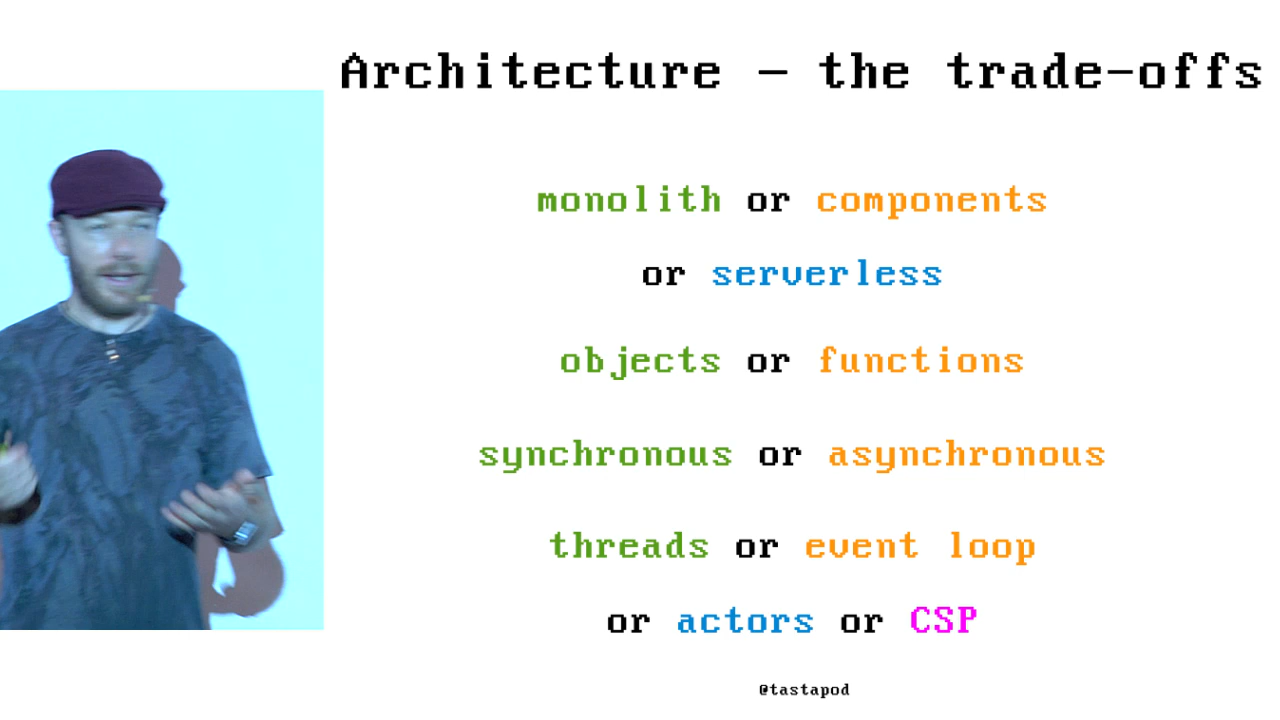 Architecture - the trade-offs
monolith or components
or serverless
objects or functions
synchronous or asynchronous
threads or event loop
or actors or CSP
@tastapod